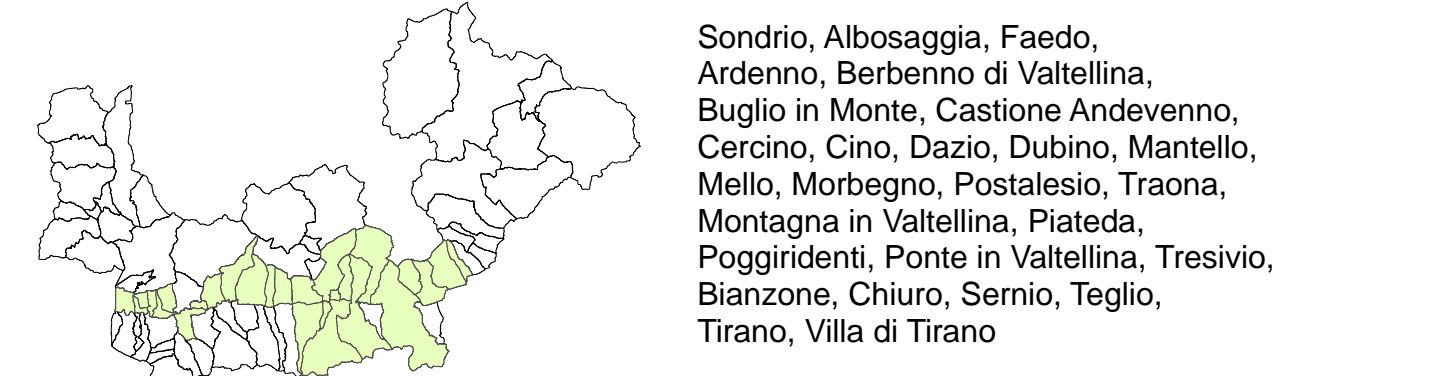 Sondrio, Albosaggia, Faedo,
Ardenno, Berbenno di Valtellina,
Buglio in Monte, Castione Andevenno,
Cercino, Cino, Dazio, Dubino, Mantello,
Mello, Morbegno, Postalesio, Traona,
Montagna in Valtellina, Piateda,
Poggiridenti, Ponte in Valtellina, Tresivio,
Bianzone, Chiuro, Sernio, Teglio,
Tirano, Villa di Tirano